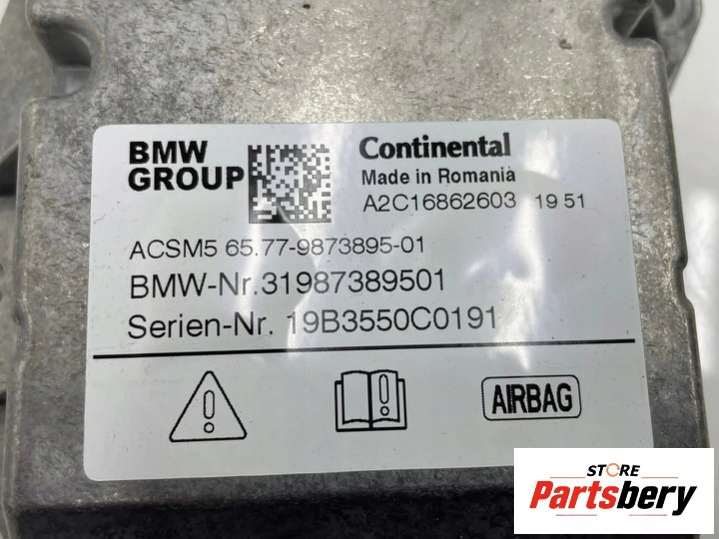 BMW
GROUP
Continental
Made in Romania
A2C16862603 19 51
ACSM5 65.77-9873895-01
BMW-Nr.31987389501
Serien-Nr. 19B3550C0191
AIRBAG
STORE
Partsbery